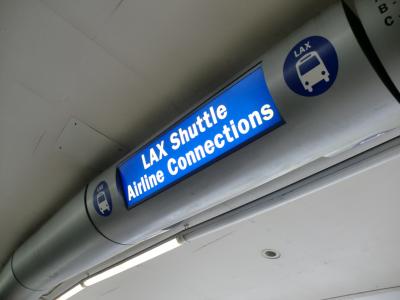 LAX Shuttle
Airline Connections
LAX
A
B -
C